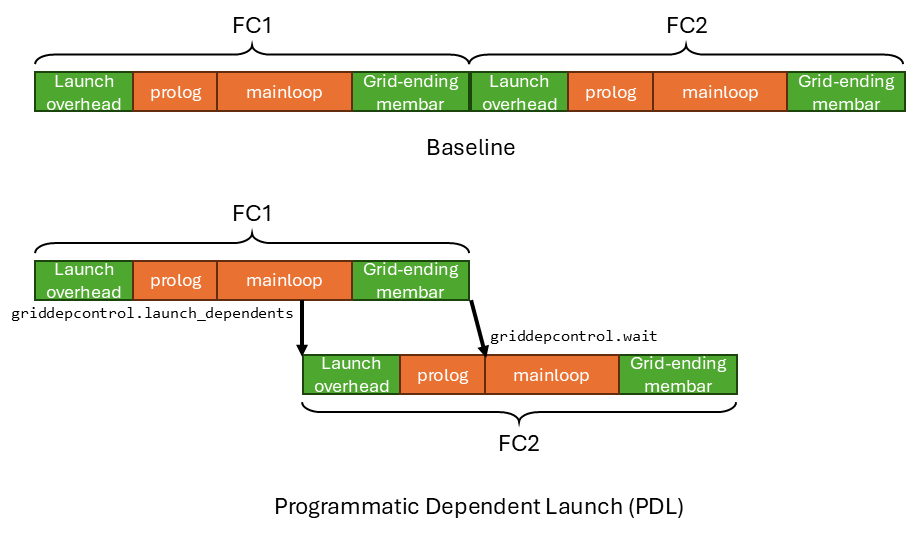 FC1
FC2
Launch overhead
prolog
mainloop
Grid-ending membar
Launch overhead
prolog
mainloop
Grid-ending membar
Baseline
FC1
Launch overhead
prolog
mainloop
Grid-ending membar
griddepcontrol.launch_dependents
griddepcontrol.wait
Launch overhead
prolog
mainloop
Grid-ending membar
FC2
Programmatic Dependent Launch (PDL)